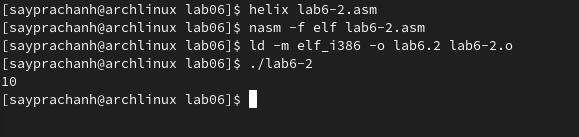 [sayprachanh@archlinux lab06]$ helix lab6-2.asm
[sayprachanh@archlinux lab06]$ nasm -f elf lab6-2.asm
[sayprachanh@archlinux lab06]$ ld -m elf_i386 -o lab6.2 lab6-2.o
[sayprachanh@archlinux lab06]$ ./lab6-2
10
[sayprachanh@archlinux lab06]$